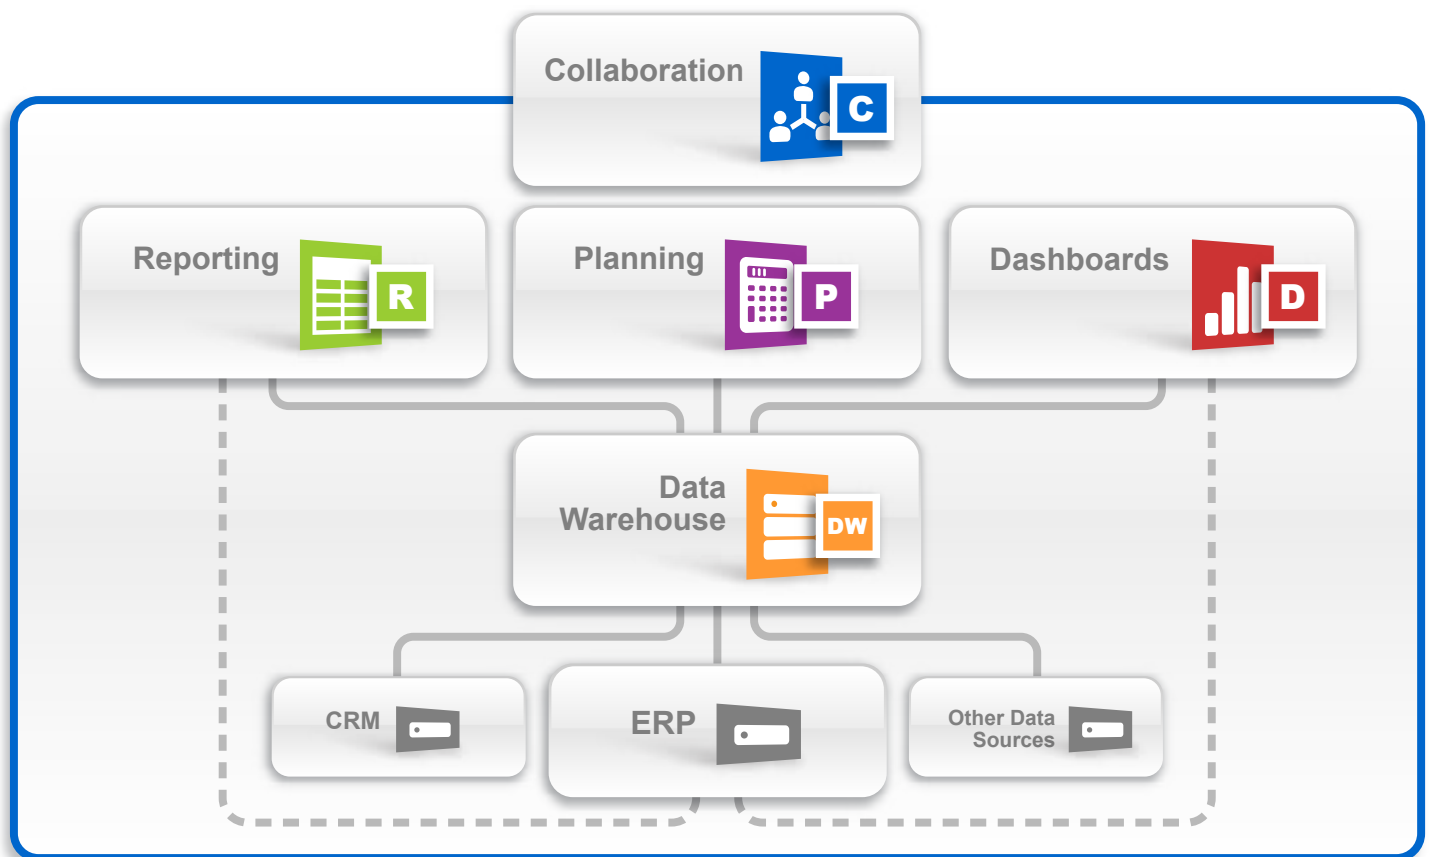 Collaboration
C
Reporting
R
Planning
P
Dashboards
D
Data
Warehouse
DW
CRM
ERP
Other Data
Sources